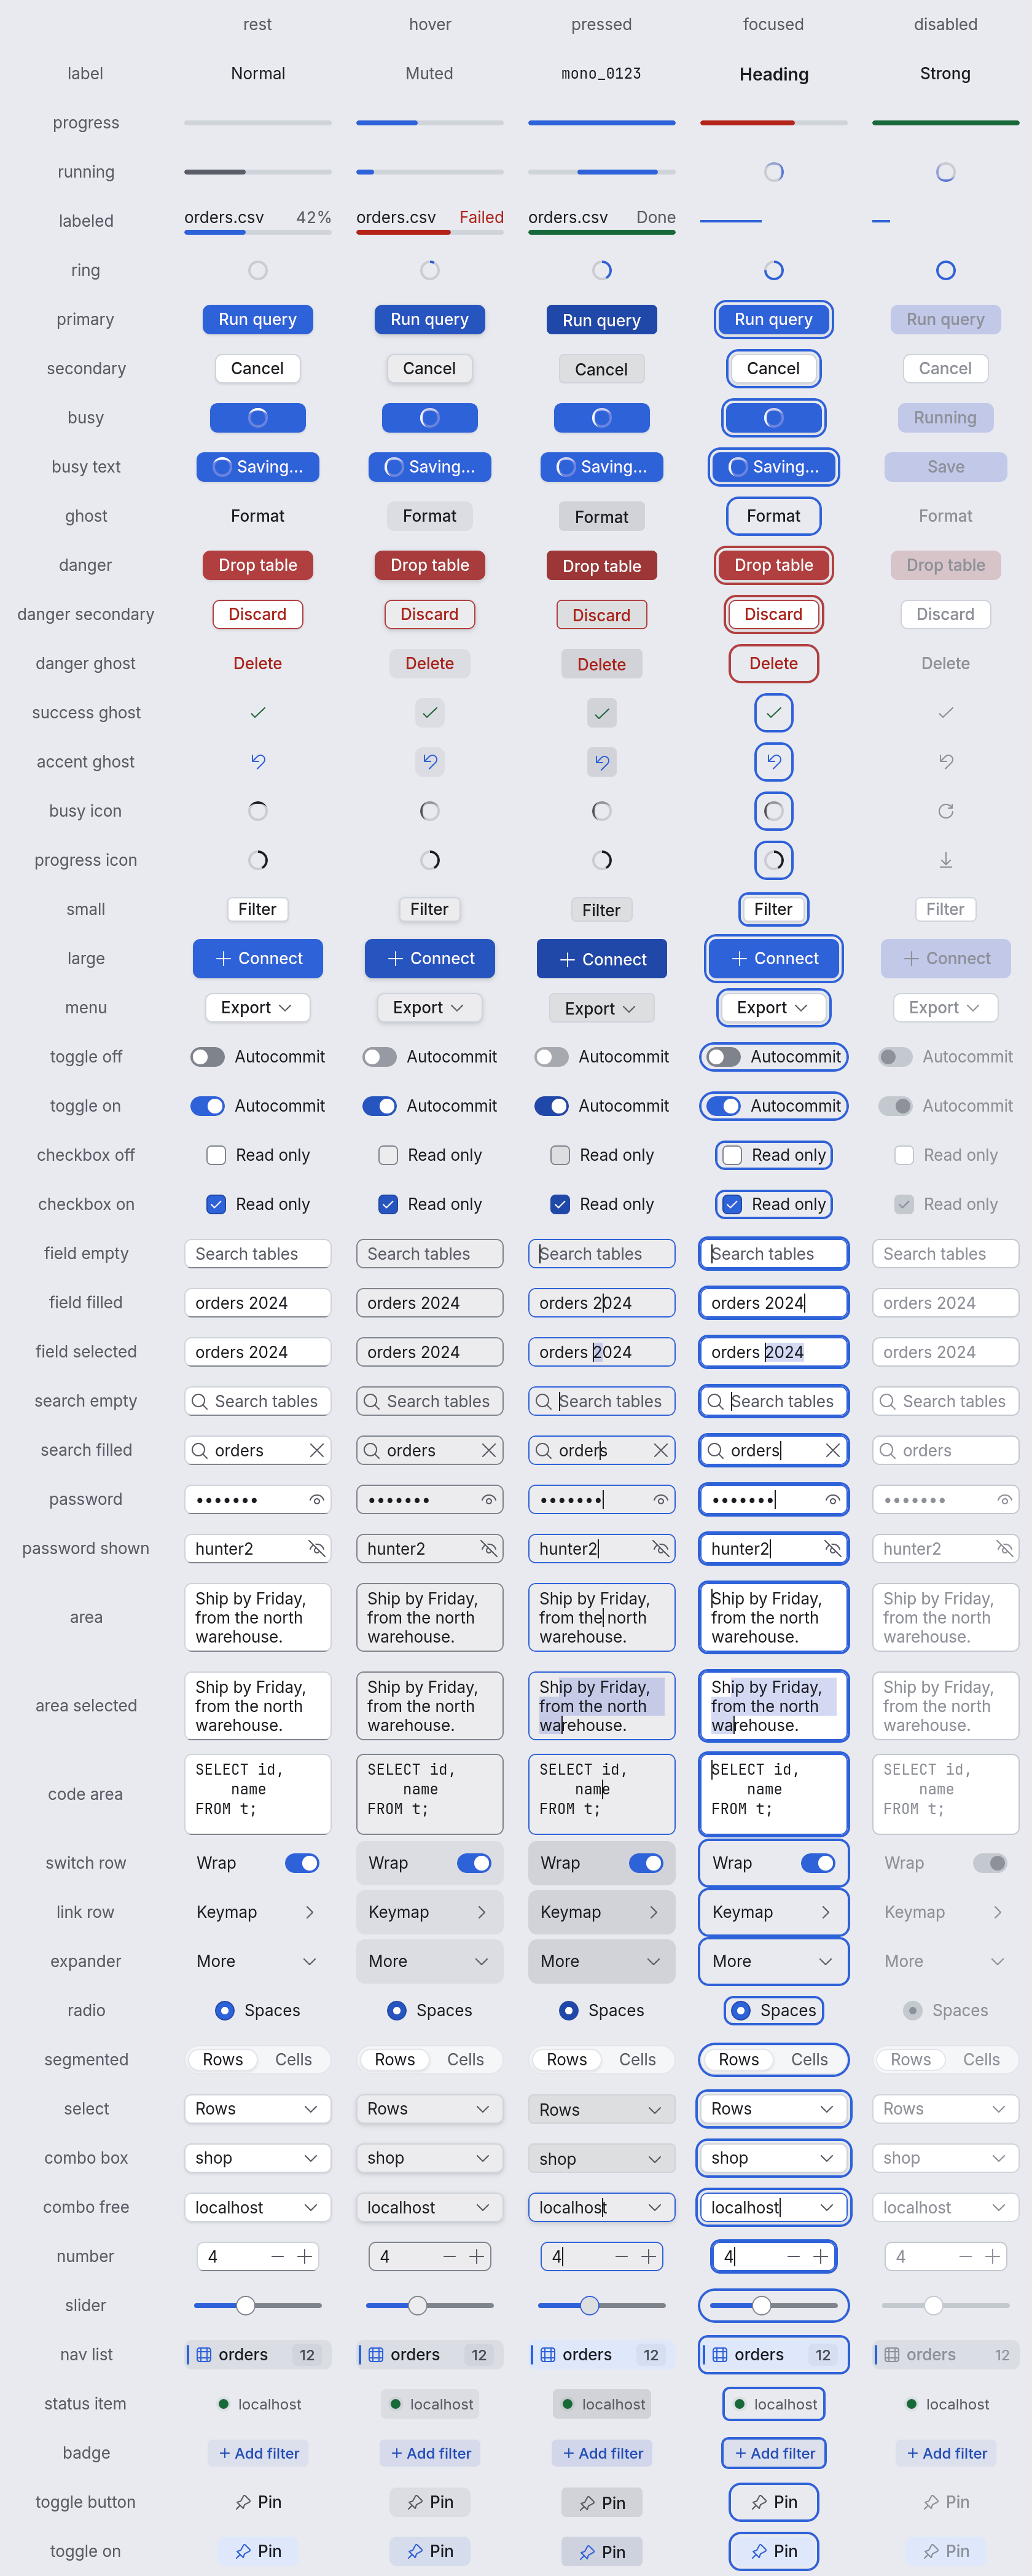 rest hover pressed focused disabled
label Normal Muted mono_0123 Heading Strong
progress
running
labeled orders.csv 42% orders.csv Failed orders.csv Done
ring
primary Run query Run query Run query Run query Run query
secondary Cancel Cancel Cancel Cancel Cancel
busy Running
busy text Saving... Saving... Saving... Saving... Save
ghost Format Format Format Format Format
danger Drop table Drop table Drop table Drop table Drop table
danger secondary Discard Discard Discard Discard Discard
danger ghost Delete Delete Delete Delete Delete
success ghost
accent ghost
busy icon
progress icon
small Filter Filter Filter Filter Filter
large Connect Connect Connect Connect Connect
menu Export Export Export Export Export
toggle off Autocommit Autocommit Autocommit Autocommit Autocommit
toggle on Autocommit Autocommit Autocommit Autocommit Autocommit
checkbox off Read only Read only Read only Read only Read only
checkbox on Read only Read only Read only Read only Read only
field empty Search tables Search tables Search tables Search tables Search tables
field filled orders 2024 orders 2024 orders 2024 orders 2024 orders 2024
field selected orders 2024 orders 2024 orders 2024 orders 2024 orders 2024
search empty Search tables Search tables Search tables Search tables Search tables
search filled orders orders orders orders orders
password ••••••• ••••••• ••••••• ••••••• •••••••
password shown hunter2 hunter2 hunter2 hunter2 hunter2
Ship by Friday, Ship by Friday, Ship by Friday, Ship by Friday, Ship by Friday,
area from the north from the north from the north from the north from the north
warehouse. warehouse. warehouse. warehouse. warehouse.
Ship by Friday, Ship by Friday, Ship by Friday, Ship by Friday, Ship by Friday,
area selected from the north from the north from the north from the north from the north
warehouse. warehouse. warehouse. warehouse. warehouse.
SELECT id, SELECT id, SELECT id, SELECT id, SELECT id,
code area name name name name name
FROM t; FROM t; FROM t; FROM t; FROM t;
switch row Wrap Wrap Wrap Wrap Wrap
link row Keymap Keymap Keymap Keymap Keymap
expander More More More More More
radio Spaces Spaces Spaces Spaces Spaces
segmented Rows Cells Rows Cells Rows Cells Rows Cells Rows Cells
select Rows Rows Rows Rows Rows
combo box shop shop shop shop shop
combo free localhost localhost localhost localhost localhost
number 4 4 4 4 4
slider
nav list orders 12 orders 12 orders 12 orders 12 orders 12
status item localhost localhost localhost localhost localhost
badge + Add filter + Add filter + Add filter + Add filter + Add filter
toggle button Pin Pin Pin Pin Pin
toggle on Pin Pin Pin Pin Pin